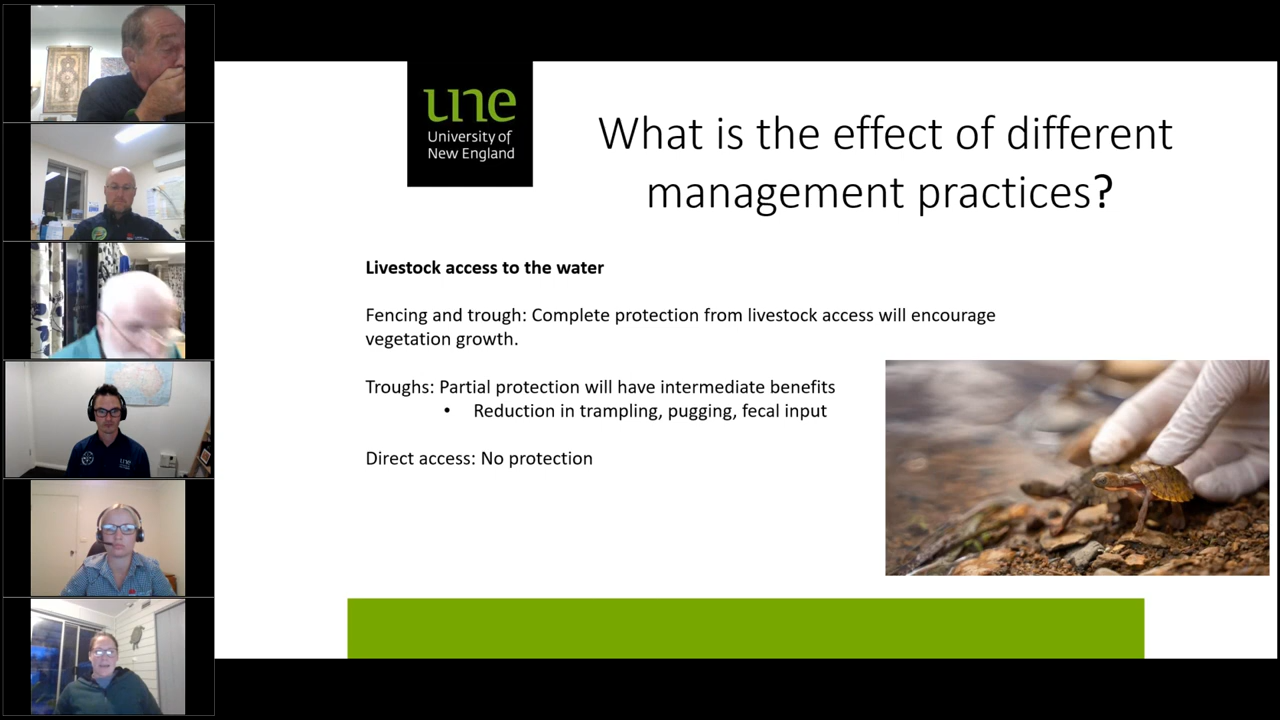 une
University of
New England
What is the effect of different
management practices?
Livestock access to the water
Fencing and trough: Complete protection from livestock access will encourage
vegetation growth.
Troughs: Partial protection will have intermediate benefits
• Reduction in trampling, pugging, fecal input
Direct access: No protection
une